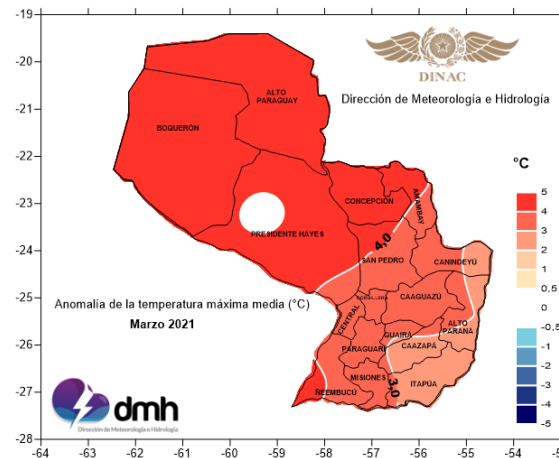 DINAC
Dirección de Meteorología e Hidrología
-19
-20
-21
-22
-23
-24
-25
-26
-27
-28
ALTO
PARAGUAY
BOQUERÓN
CONCEPCIÓN
AMAMBAY
PRESIDENTE HAYES
4,0
SAN PEDRO
CANINDEYÚ
CORDILLERA
CAAGUAZÚ
CENTRAL
ALTO
PARANÁ
GUAIRÁ
CAAZAPÁ
PARAGUARÍ
MISIONES
3,0
ITAPÚA
ÑEEMBUCÚ
Anomalía de la temperatura máxima media (°C)
Marzo 2021
°C
5
4
3
2
1
0,5
0
-0,5
-1
-2
-3
-4
-5
dmh
Dirección de Meteorología e Hidrología
-64 -63 -62 -61 -60 -59 -58 -57 -56 -55 -54